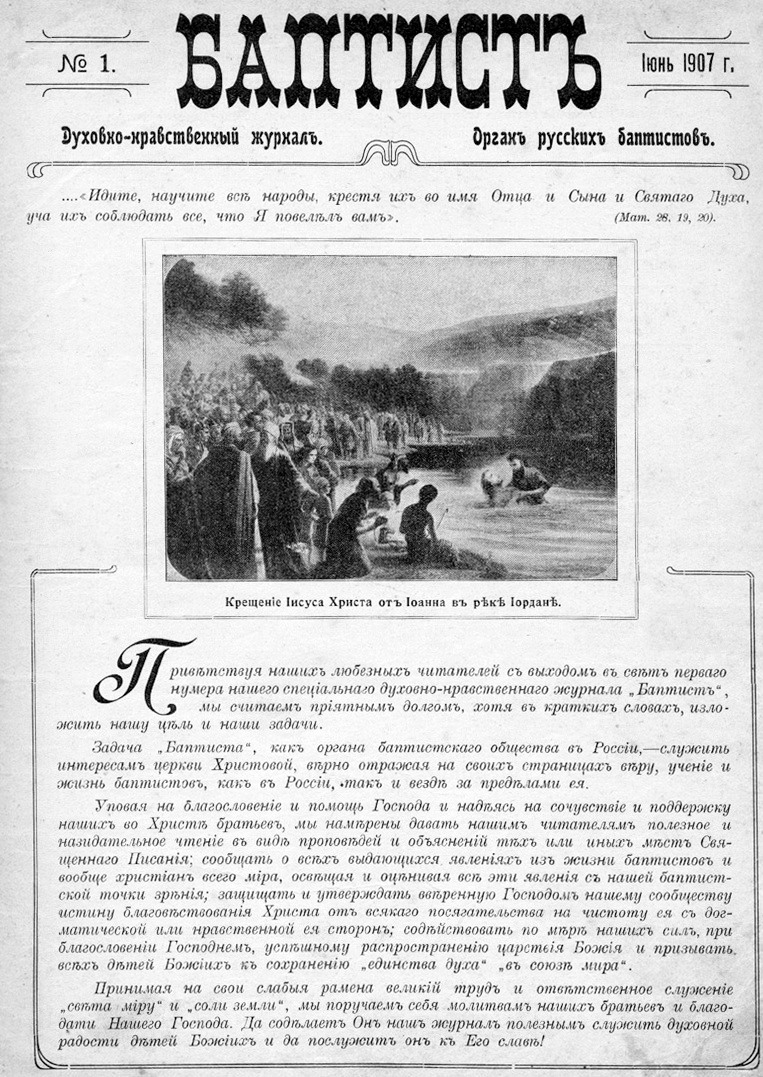 № 1.
БАПТИСТЪ
Іюнь 1907 г.
Духовно-нравственный журналъ.
Органъ русскихъ баптистовъ.
....«Идите, научите всѣ народы, крестя ихъ во имя Отца и Сына и Святаго Духа,
уча ихъ соблюдать все, что Я повелѣлъ вамъ».
(Мат. 28. 19, 20).
Крещеніе Іисуса Христа отъ Іоанна въ рѣкѣ Іорданѣ.
Привѣтствуя нашихъ любезныхъ читателей съ выходомъ въ свѣтъ перваго
нумера нашего спеціальнаго духовно-нравственнаго журнала „Баптистъ“,
мы считаемъ пріятнымъ долгомъ, хотя въ краткихъ словахъ, изло-
жить нашу цѣль и наши задачи.
Задача „Баптиста“, какъ органа баптистскаго общества въ Россіи,—служить
интересамъ церкви Христовой, вѣрно отражая на своихъ страницахъ вѣру, ученіе и
жизнь баптистовъ, какъ въ Россіи, такъ и вездѣ за предѣлами ея.
Уповая на благословеніе и помощь Господа и надѣясь на сочувствіе и поддержку
нашихъ во Христѣ братьевъ, мы намѣрены давать нашимъ читателямъ полезное и
назидательное чтеніе въ видѣ проповѣдей и объясненій тѣхъ или иныхъ мѣстъ Свя-
щеннаго Писанія; сообщать о всѣхъ выдающихся явленіяхъ изъ жизни баптистовъ и
вообще христіанъ всего міра, освѣщая и оцѣнивая всѣ эти явленія съ нашей баптист-
ской точки зрѣнія; защищать и утверждать ввѣренную Господомъ нашему сообществу
истину благовѣствованія Христа отъ всякаго посягательства на чистоту ея съ дог-
матической или нравственной ея сторонъ; содѣйствовать по мѣрѣ нашихъ силъ, при
благословеніи Господнемъ, успѣшному распространенію царствія Божія и призывать
всѣхъ дѣтей Божіихъ къ сохраненію „единства духа“ „въ союзѣ мира“.
Принимая на свои слабыя рамена великій трудъ и отвѣтственное служеніе
„свѣта міру“ и „соли земли“, мы поручаемъ себя молитвамъ нашихъ братьевъ и благо-
дати Нашего Господа. Да содѣлаетъ Онъ нашъ журналъ полезнымъ служить духовной
радости дѣтей Божіихъ и да послужитъ онъ къ Его славѣ!